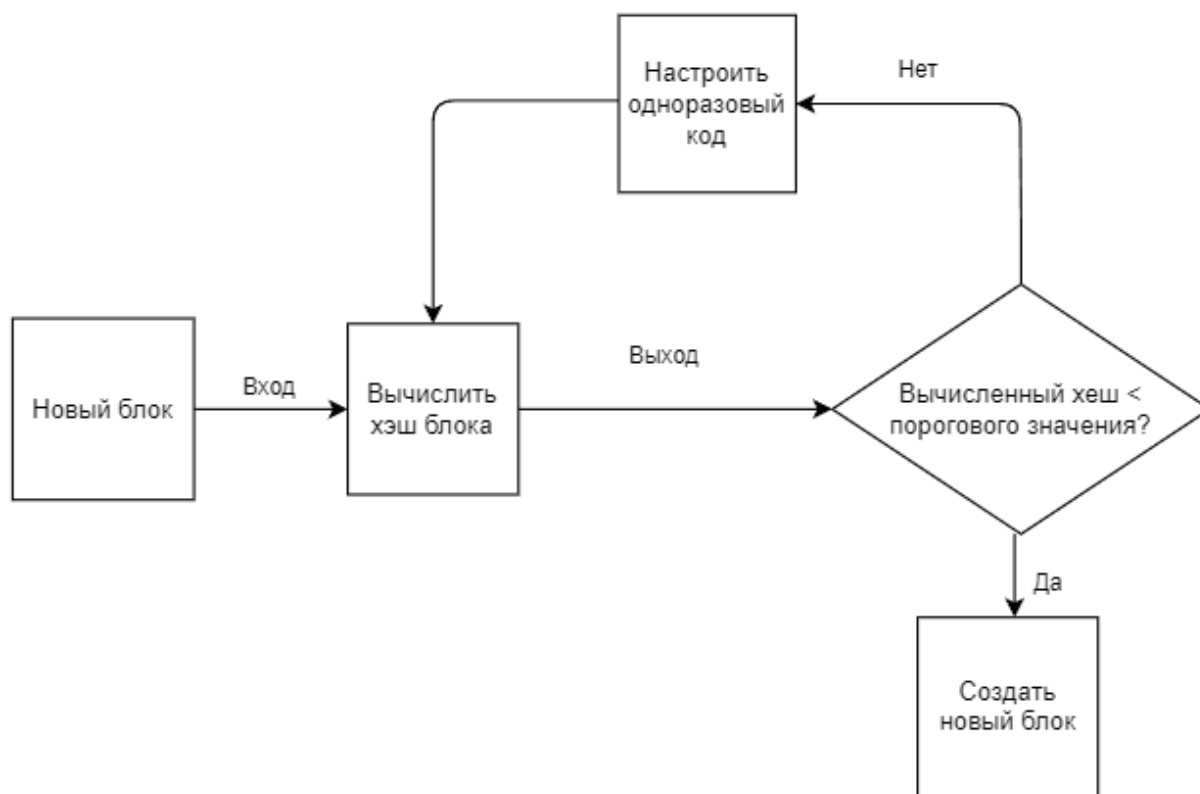 Настроить
одноразовый
код
Нет
Новый блок
Вход
Вычислить
хэш блока
Выход
Вычисленный хеш <
порогового значения?
Да
Создать
новый блок